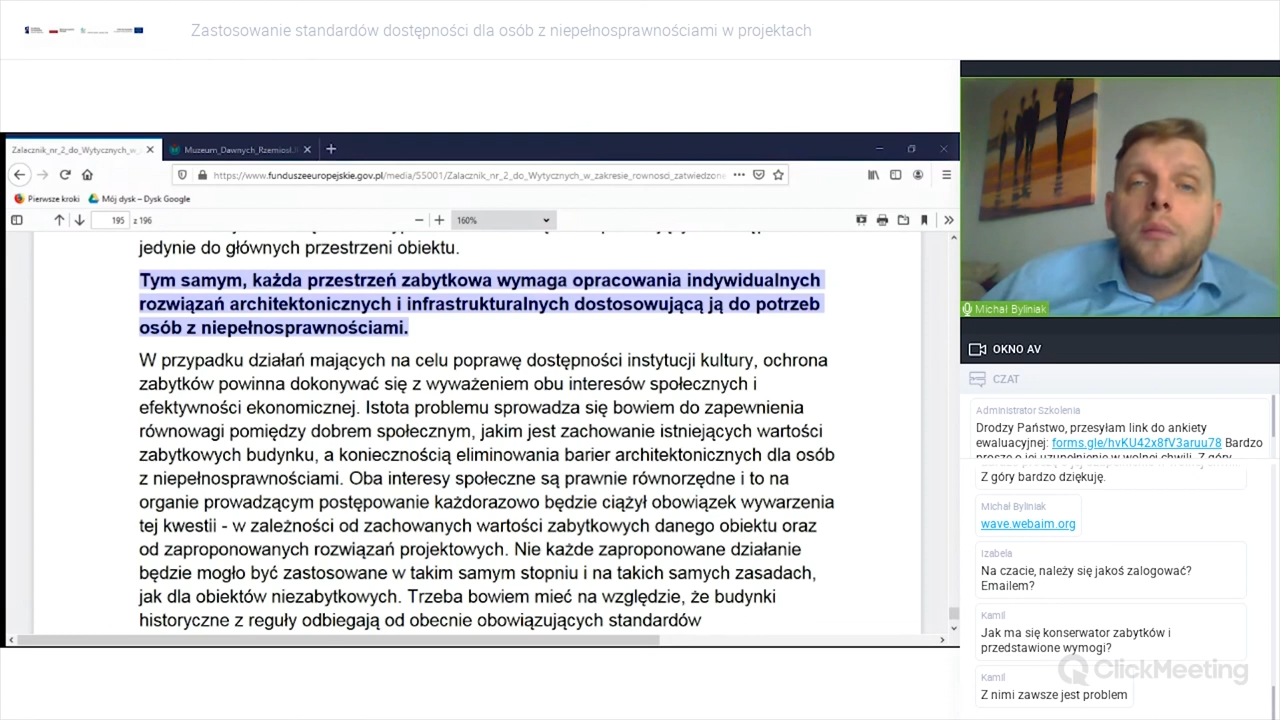 Zastosowanie standardów dostępności dla osób z niepełnosprawnościami w projektach
Zalacznik_nr_2_do_Wytycznych_w_
Muzeum_Dawnych_Rzemiosl.
https://www.funduszeeuropejskie.gov.pl/media/55001/Zalacznik_nr_2_do_Wytycznych_w_zakresie_rownosci_zatwiedzone
Pierwsze kroki
Mój dysk – Dysk Google
195 z 196
160%
jedynie do głównych przestrzeni obiektu.
Tym samym, każda przestrzeń zabytkowa wymaga opracowania indywidualnych
rozwiązań architektonicznych i infrastrukturalnych dostosowującą ją do potrzeb
osób z niepełnosprawnościami.
W przypadku działań mających na celu poprawę dostępności instytucji kultury, ochrona
zabytków powinna dokonywać się z wyważeniem obu interesów społecznych i
efektywności ekonomicznej. Istota problemu sprowadza się bowiem do zapewnienia
równowagi pomiędzy dobrem społecznym, jakim jest zachowanie istniejących wartości
zabytkowych budynku, a koniecznością eliminowania barier architektonicznych dla osób
z niepełnosprawnościami. Oba interesy społeczne są prawnie równorzędne i to na
organie prowadzącym postępowanie każdorazowo będzie ciążył obowiązek wywarzenia
tej kwestii - w zależności od zachowanych wartości zabytkowych danego obiektu oraz
od zaproponowanych rozwiązań projektowych. Nie każde zaproponowane działanie
będzie mogło być zastosowane w takim samym stopniu i na takich samych zasadach,
jak dla obiektów niezabytkowych. Trzeba bowiem mieć na względzie, że budynki
historyczne z reguły odbiegają od obecnie obowiązujących standardów
Michał Byliniak
OKNO AV
CZAT
Administrator Szkolenia
Drodzy Państwo, przesyłam link do ankiety
ewaluacyjnej: forms.gle/hvKU42x8fV3aruu78 Bardzo
proszę o jej uzupełnienie w wolnej chwili. Z góry
Z góry bardzo dziękuję.
Michał Byliniak
wave.webaim.org
Izabela
Na czacie, należy się jakoś zalogować?
Emailem?
Kamil
Jak ma się konserwator zabytków i
przedstawione wymogi?
Kamil
Z nimi zawsze jest problem
ClickMeeting